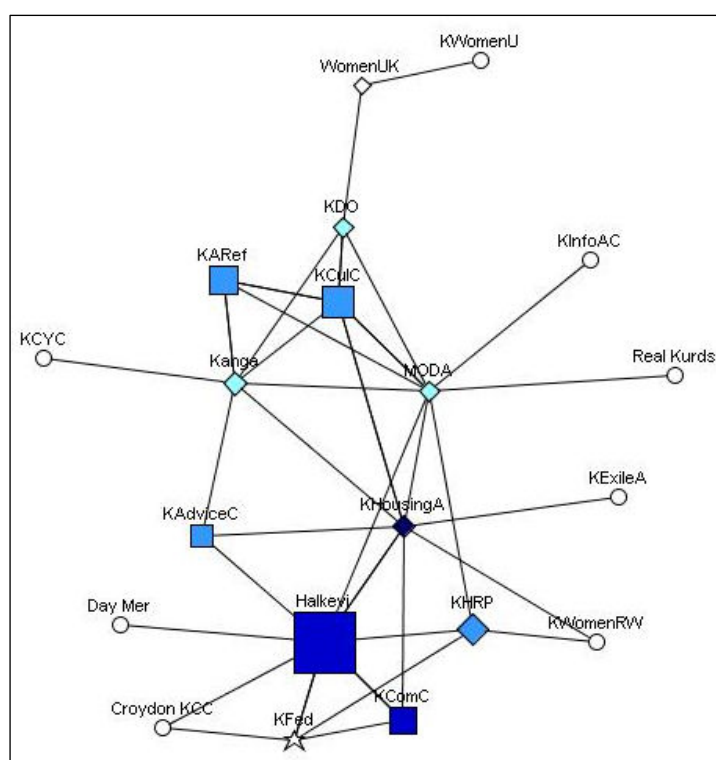 KWomenU
WomenUK
KDO
KInfoAC
KARef
KCulC
KCYC
Kanga
MODA
Real Kurds
KExileA
KHousingA
KAdviceC
Halkevi
KHRP
Day Mer
KWomenRW
KComC
Croydon KCC
KFed